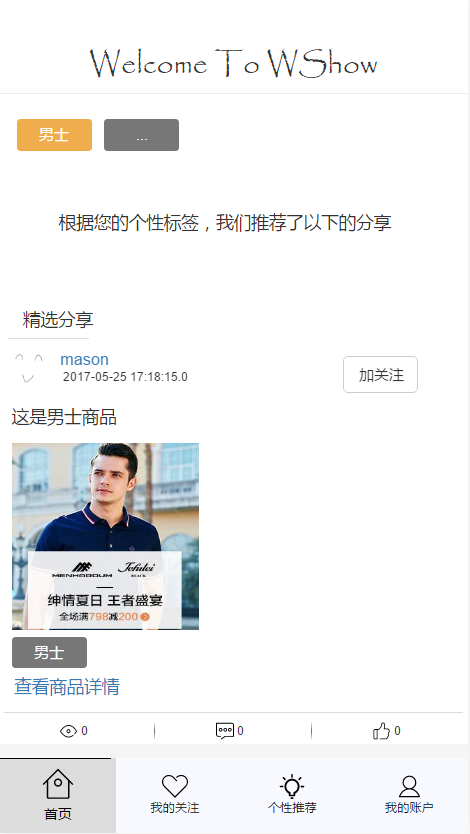 Welcome To WShow
男士
...
根据您的个性标签，我们推荐了以下的分享
精选分享
mason
2017-05-25 17:18:15.0
加关注
这是男士商品
Jefulei
BLACK
绅情夏日 王者盛宴
全场满798减200
男士
查看商品详情
0
0
0
首页
我的关注
个性推荐
我的账户